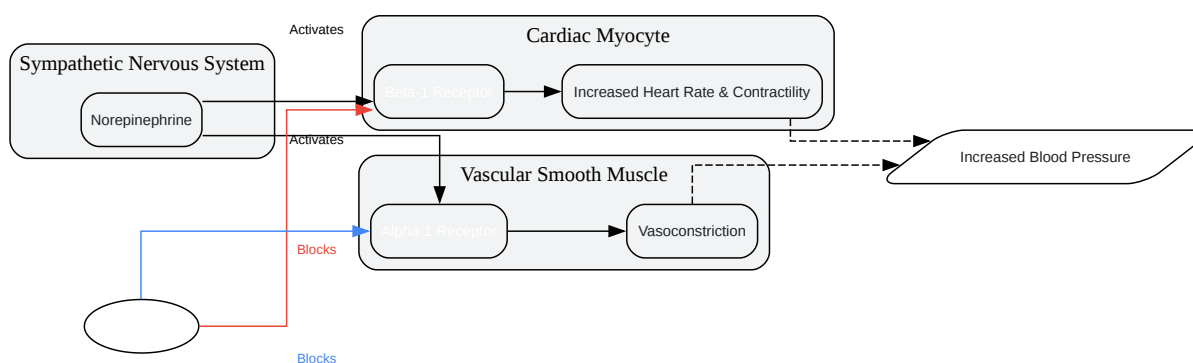 Activates
Cardiac Myocyte
Sympathetic Nervous System
Beta-1 Receptor
Increased Heart Rate & Contractility
Norepinephrine
Activates
Increased Blood Pressure
Vascular Smooth Muscle
Alpha-1 Receptor
Vasoconstriction
Blocks
Blocks